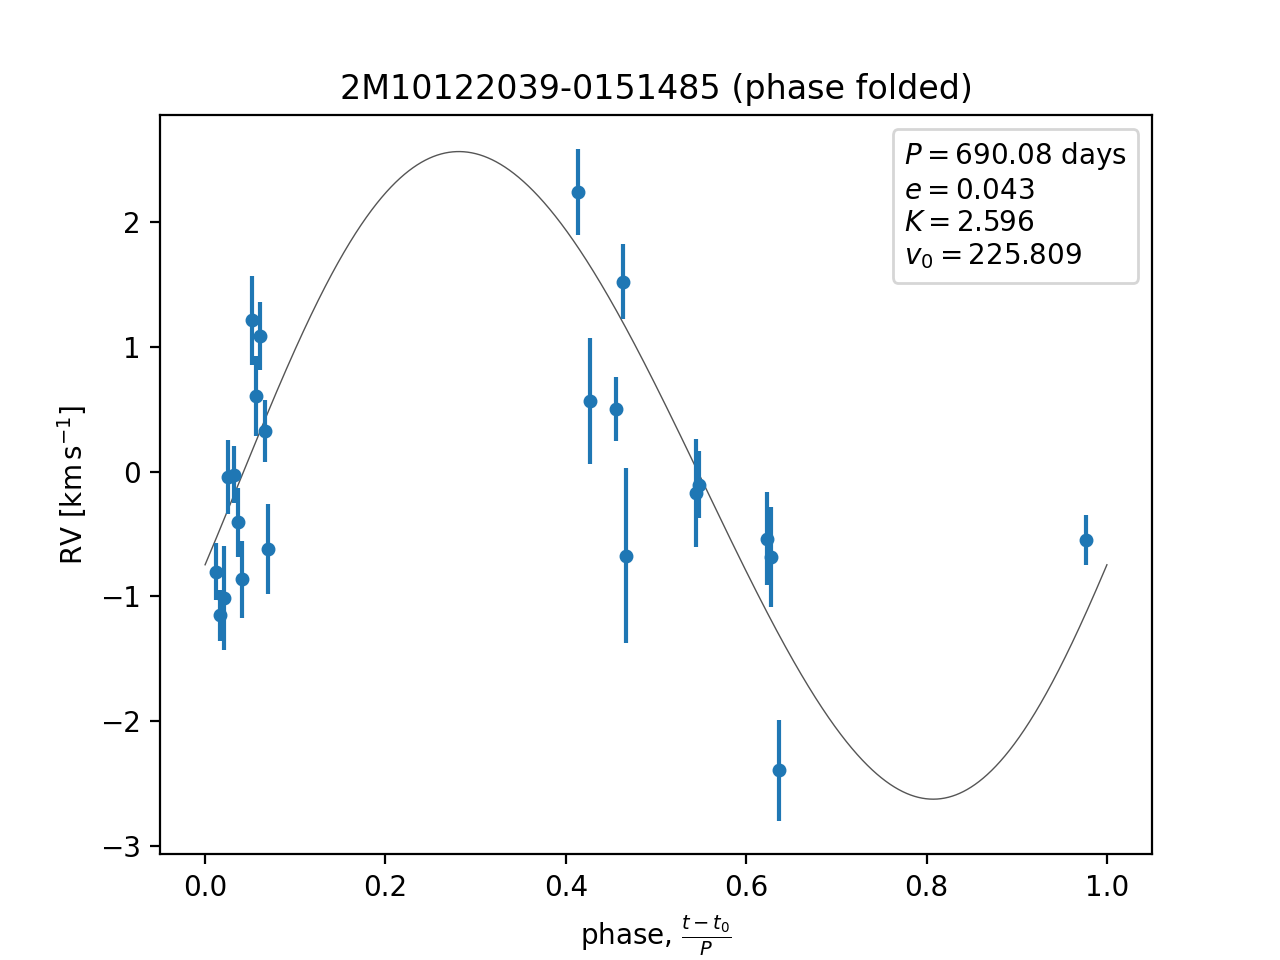 2M10122039-0151485 (phase folded)
P = 690.08 days
e = 0.043
K = 2.596
v₀ = 225.809
RV [km s⁻¹]
2
1
0
−1
−2
−3
0.0 0.2 0.4 0.6 0.8 1.0
phase, (t − t₀)/P